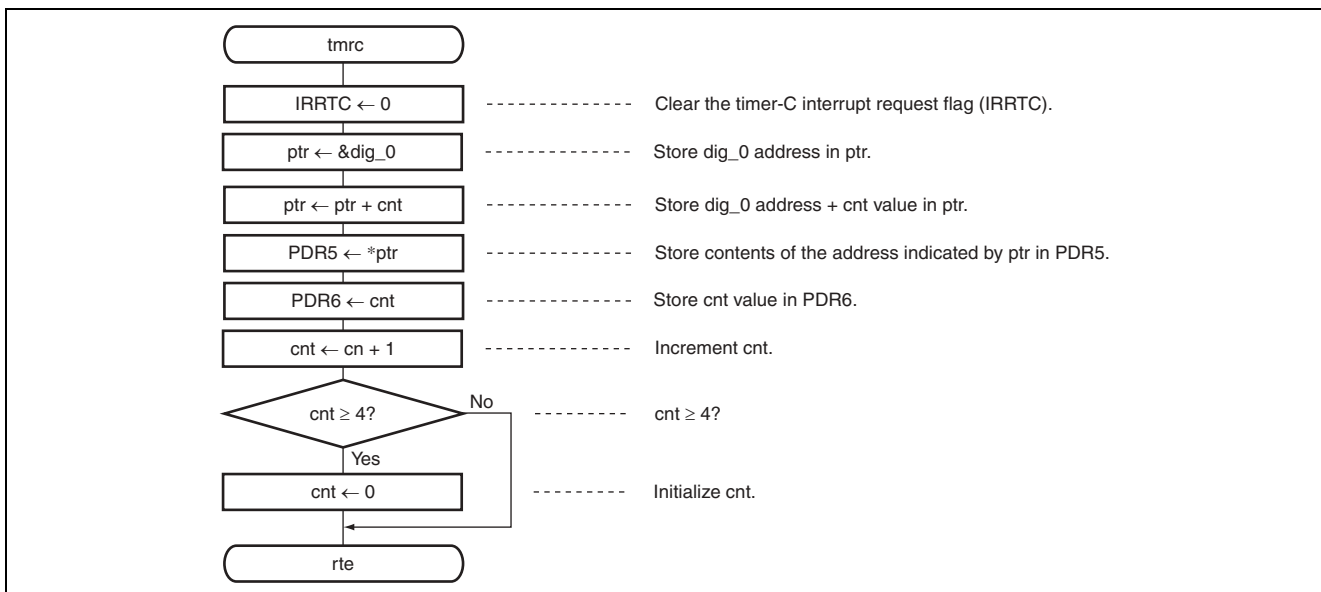 tmrc
IRRTC ← 0 Clear the timer-C interrupt request flag (IRRTC).
ptr ← &dig_0 Store dig_0 address in ptr.
ptr ← ptr + cnt Store dig_0 address + cnt value in ptr.
PDR5 ← *ptr Store contents of the address indicated by ptr in PDR5.
PDR6 ← cnt Store cnt value in PDR6.
cnt ← cn + 1 Increment cnt.
No
cnt ≥ 4? cnt ≥ 4?
Yes
cnt ← 0 Initialize cnt.
rte